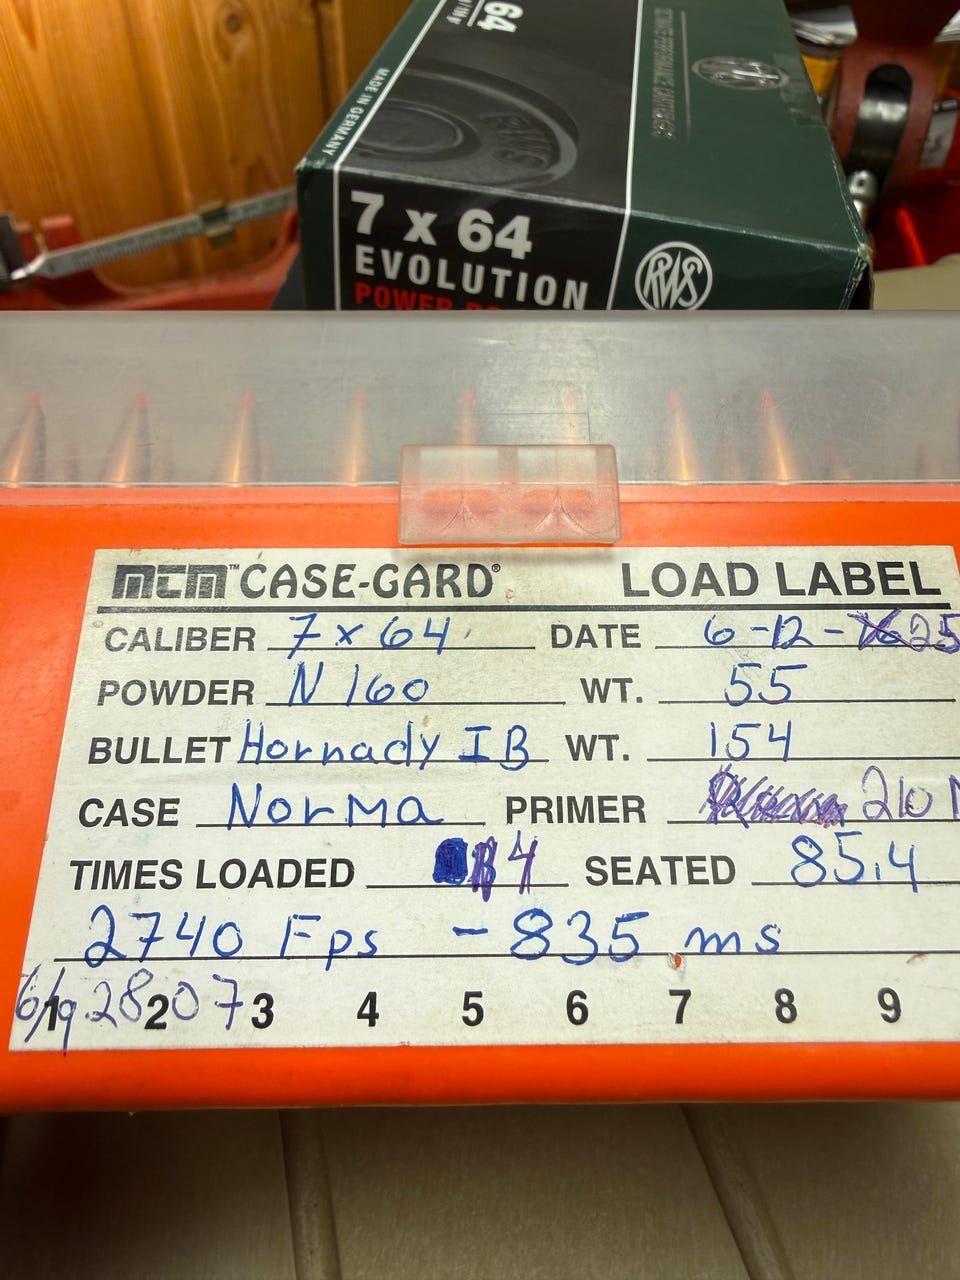 64
MADE IN GERMANY
7 x 64
EVOLUTION
POWER
RWS
MTM™ CASE-GARD® LOAD LABEL
CALIBER 7x64 DATE 6-12-25
POWDER N160 WT. 55
BULLET Hornady IB WT. 154
CASE Norma PRIMER 210
TIMES LOADED 4 SEATED 85.4
2740 Fps - 835 ms
1 2 3 4 5 6 7 8 9